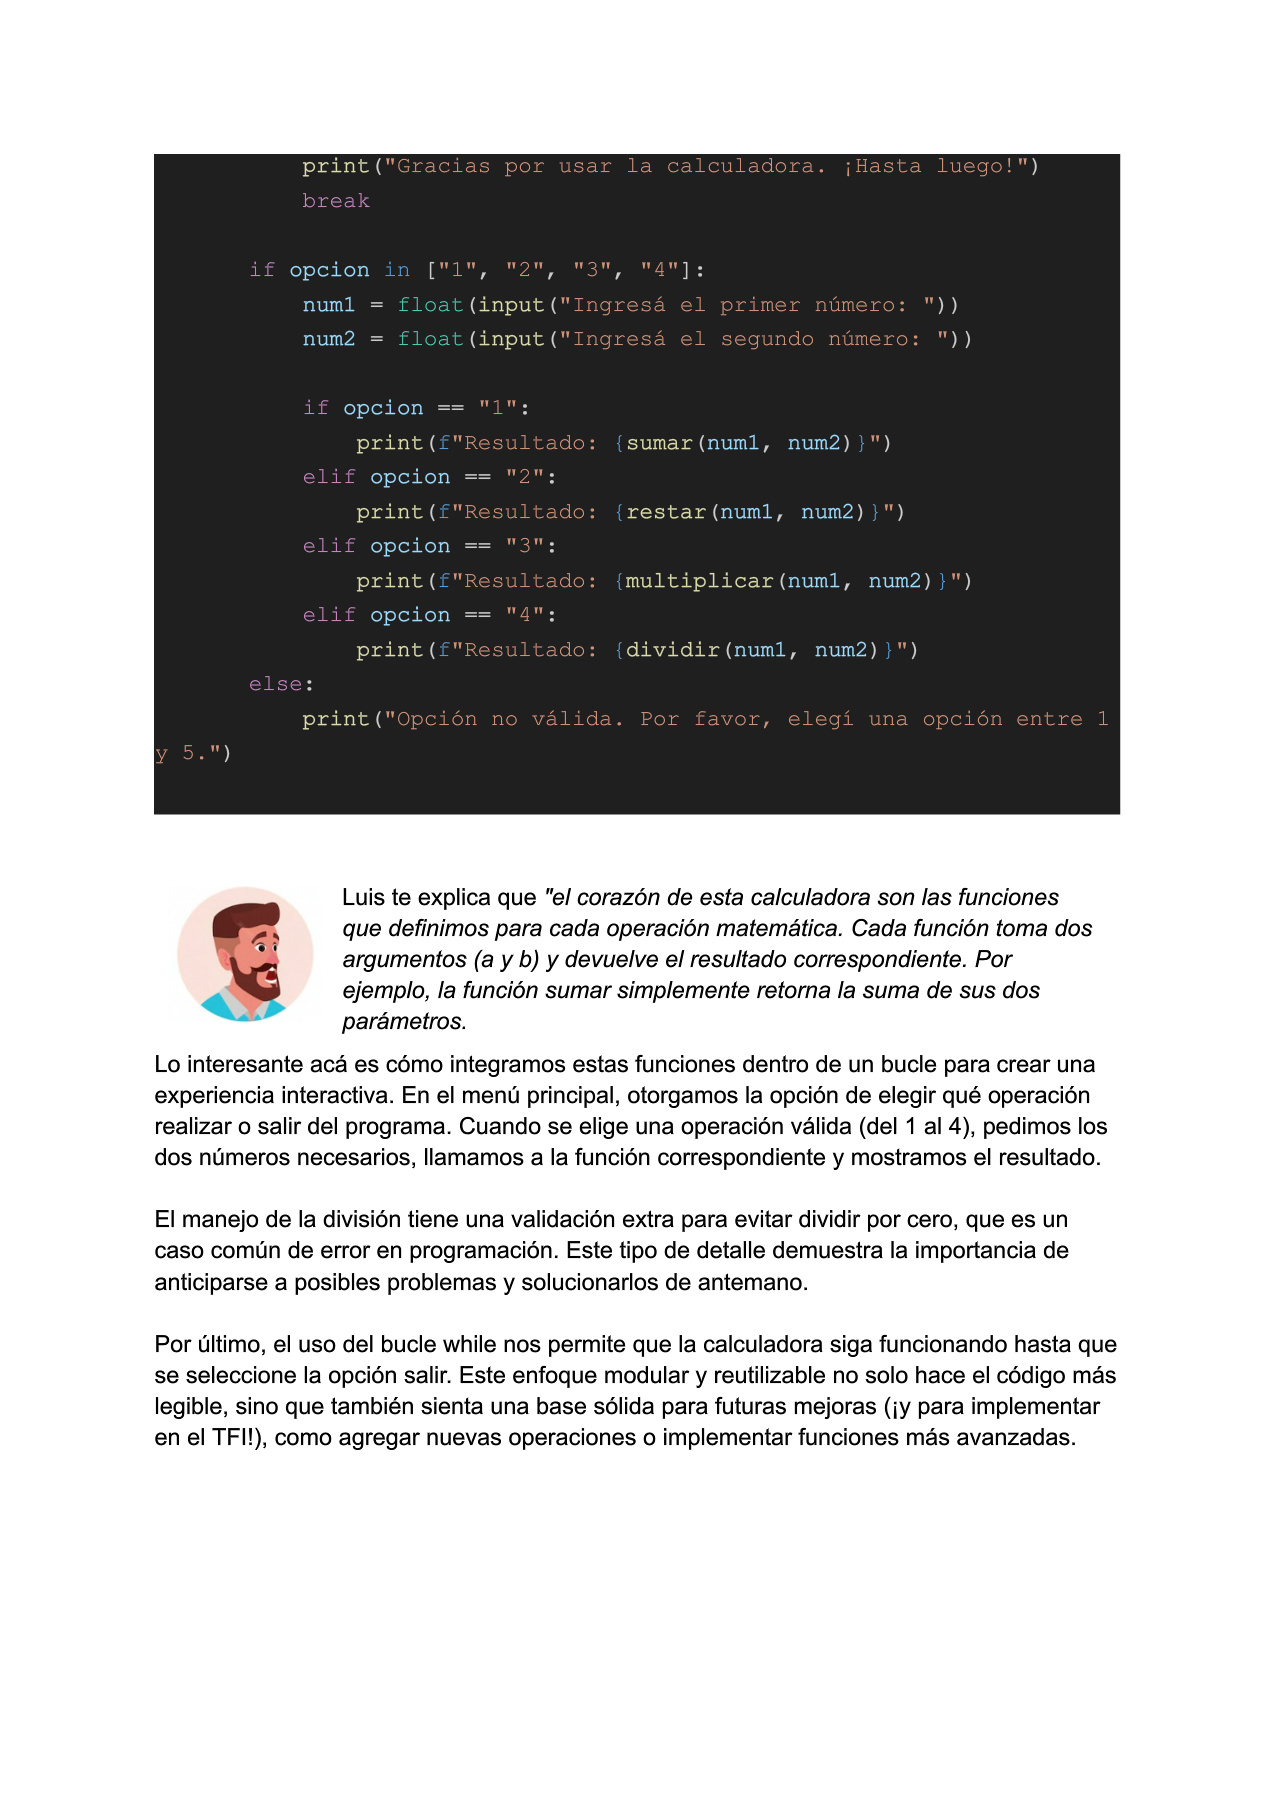 print("Gracias por usar la calculadora. ¡Hasta luego!")
break
if opcion in ["1", "2", "3", "4"]:
num1 = float(input("Ingresá el primer número: "))
num2 = float(input("Ingresá el segundo número: "))
if opcion == "1":
print(f"Resultado: {sumar(num1, num2)}")
elif opcion == "2":
print(f"Resultado: {restar(num1, num2)}")
elif opcion == "3":
print(f"Resultado: {multiplicar(num1, num2)}")
elif opcion == "4":
print(f"Resultado: {dividir(num1, num2)}")
else:
print("Opción no válida. Por favor, elegí una opción entre 1
y 5.")
Luis te explica que "el corazón de esta calculadora son las funciones
que definimos para cada operación matemática. Cada función toma dos
argumentos (a y b) y devuelve el resultado correspondiente. Por
ejemplo, la función sumar simplemente retorna la suma de sus dos
parámetros.
Lo interesante acá es cómo integramos estas funciones dentro de un bucle para crear una
experiencia interactiva. En el menú principal, otorgamos la opción de elegir qué operación
realizar o salir del programa. Cuando se elige una operación válida (del 1 al 4), pedimos los
dos números necesarios, llamamos a la función correspondiente y mostramos el resultado.
El manejo de la división tiene una validación extra para evitar dividir por cero, que es un
caso común de error en programación. Este tipo de detalle demuestra la importancia de
anticiparse a posibles problemas y solucionarlos de antemano.
Por último, el uso del bucle while nos permite que la calculadora siga funcionando hasta que
se seleccione la opción salir. Este enfoque modular y reutilizable no solo hace el código más
legible, sino que también sienta una base sólida para futuras mejoras (¡y para implementar
en el TFI!), como agregar nuevas operaciones o implementar funciones más avanzadas.